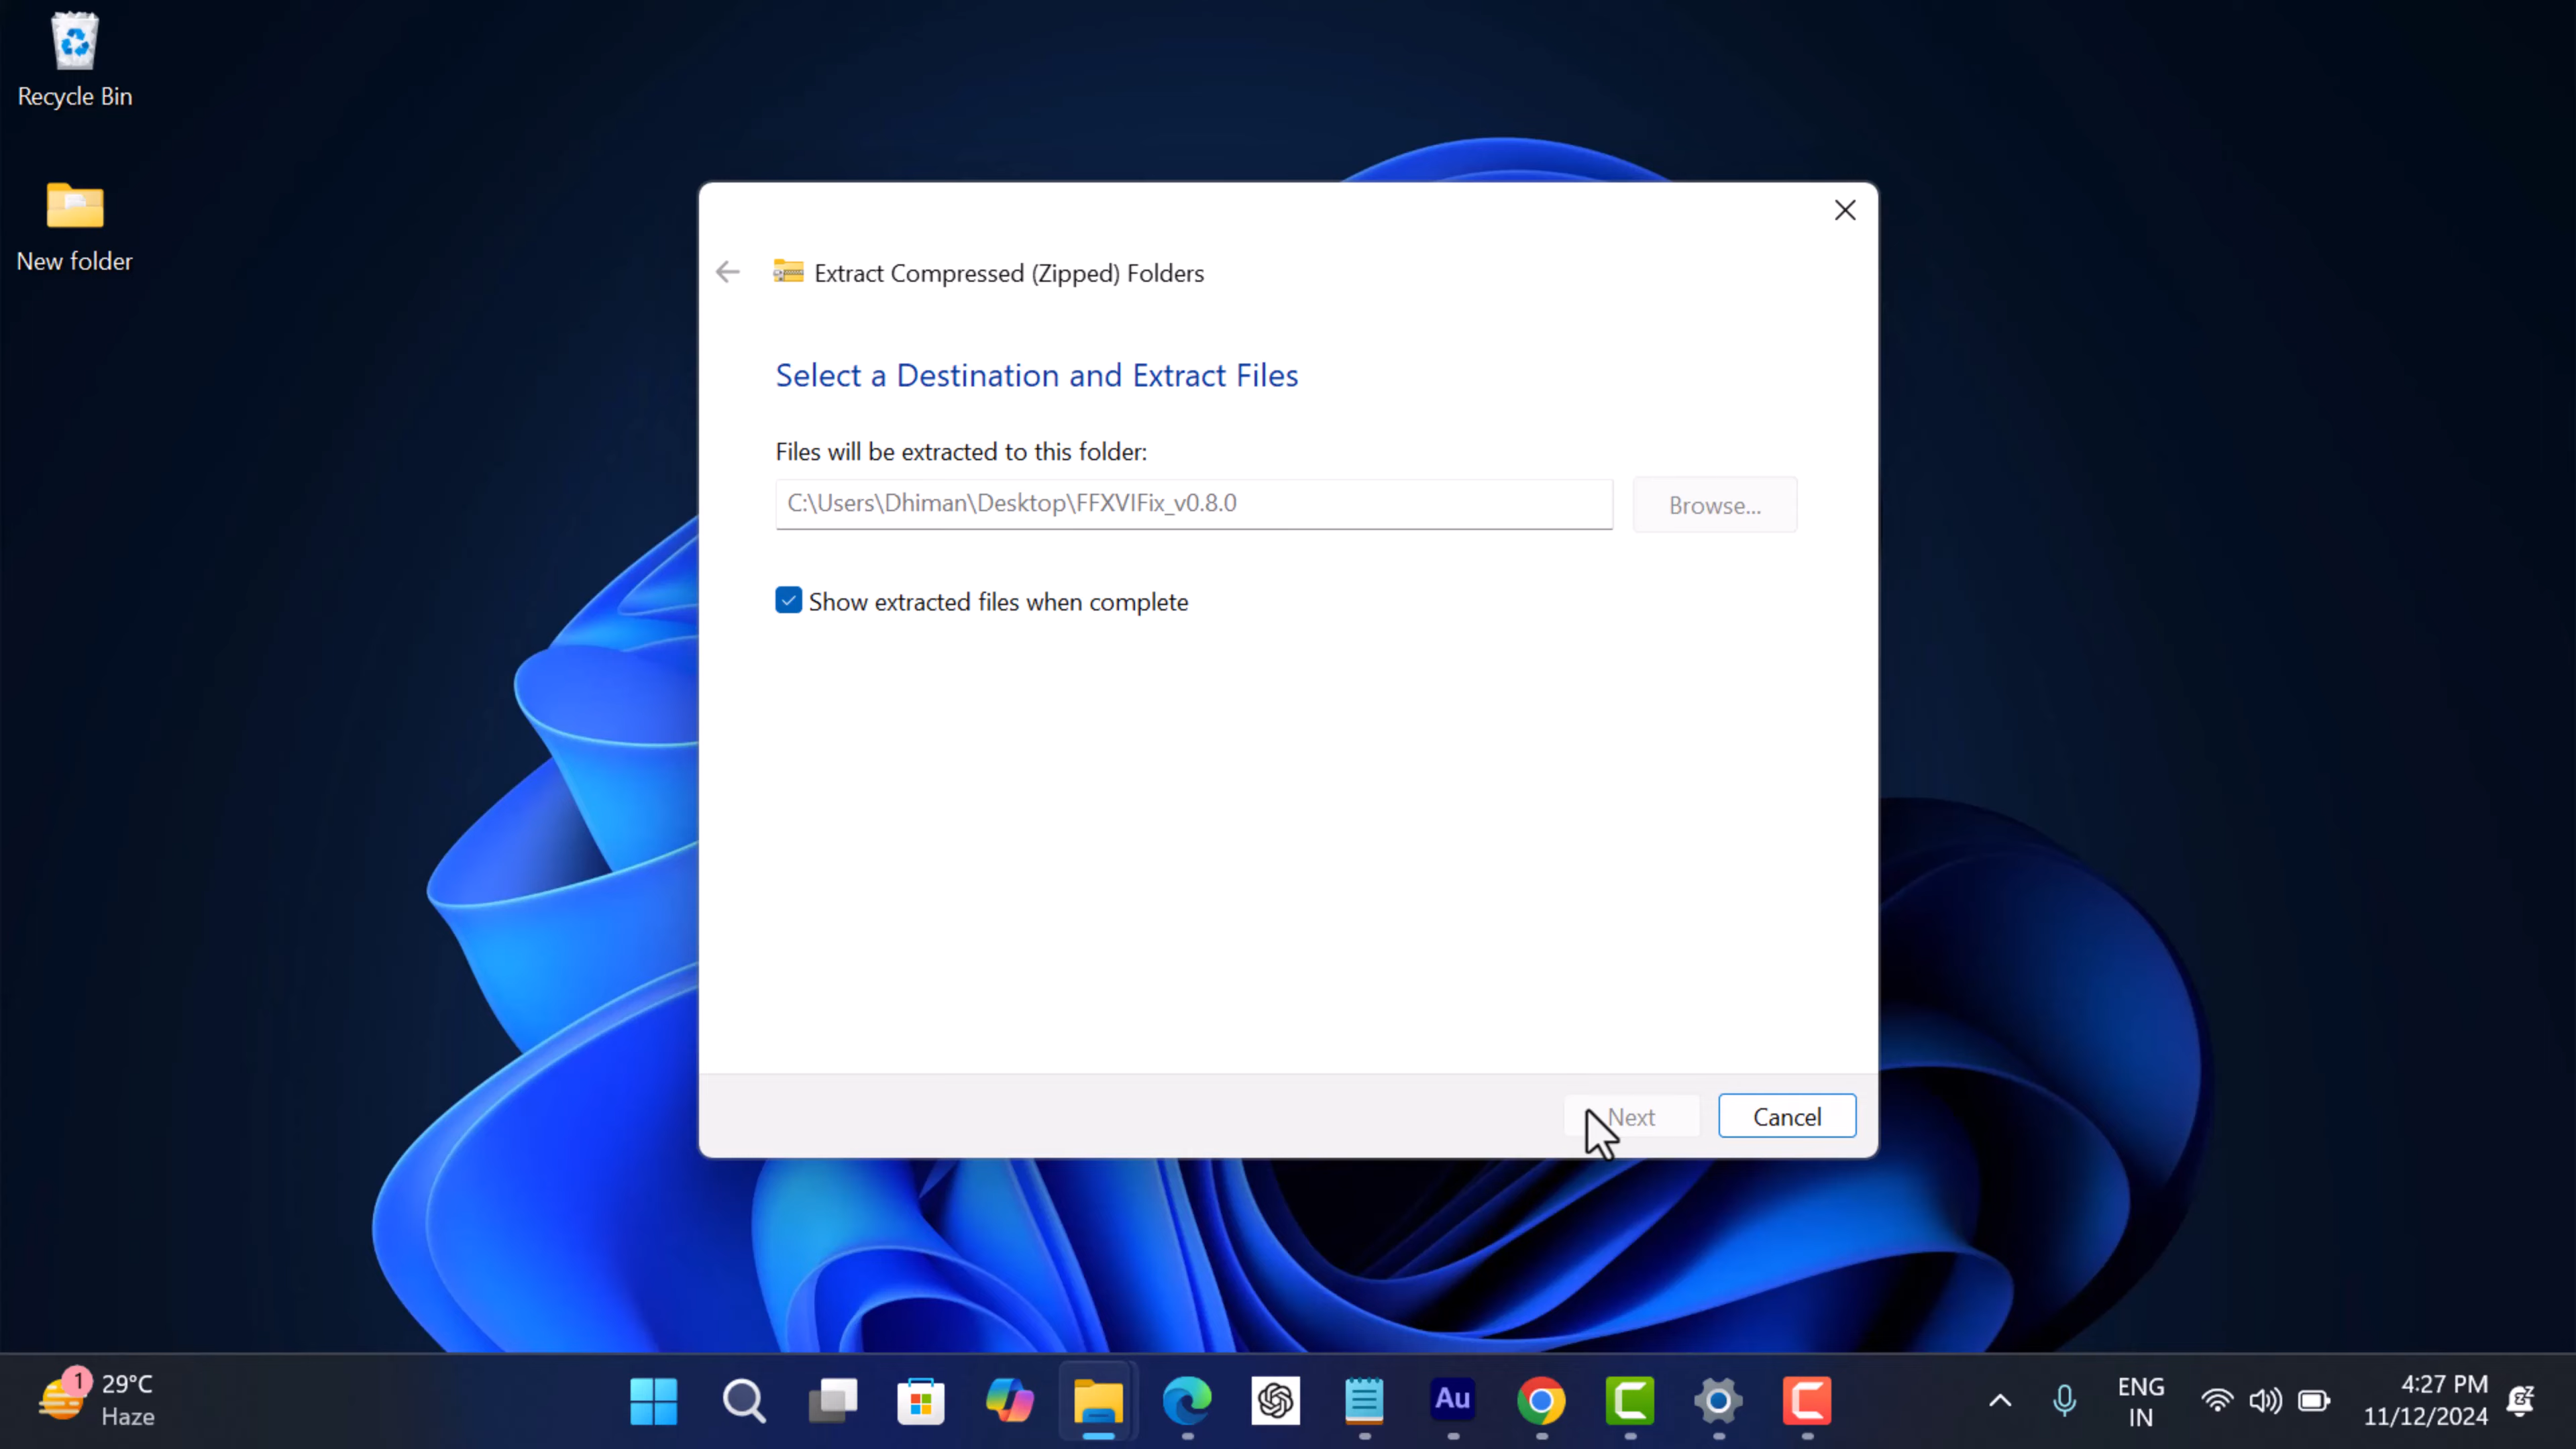 Recycle Bin
New folder
Extract Compressed (Zipped) Folders
Select a Destination and Extract Files
Files will be extracted to this folder:
C:\Users\Dhiman\Desktop\FFXVIFix_v0.8.0
Browse...
Show extracted files when complete
Next
Cancel
1
29°C
Haze
Au
ENG
IN
4:27 PM
11/12/2024